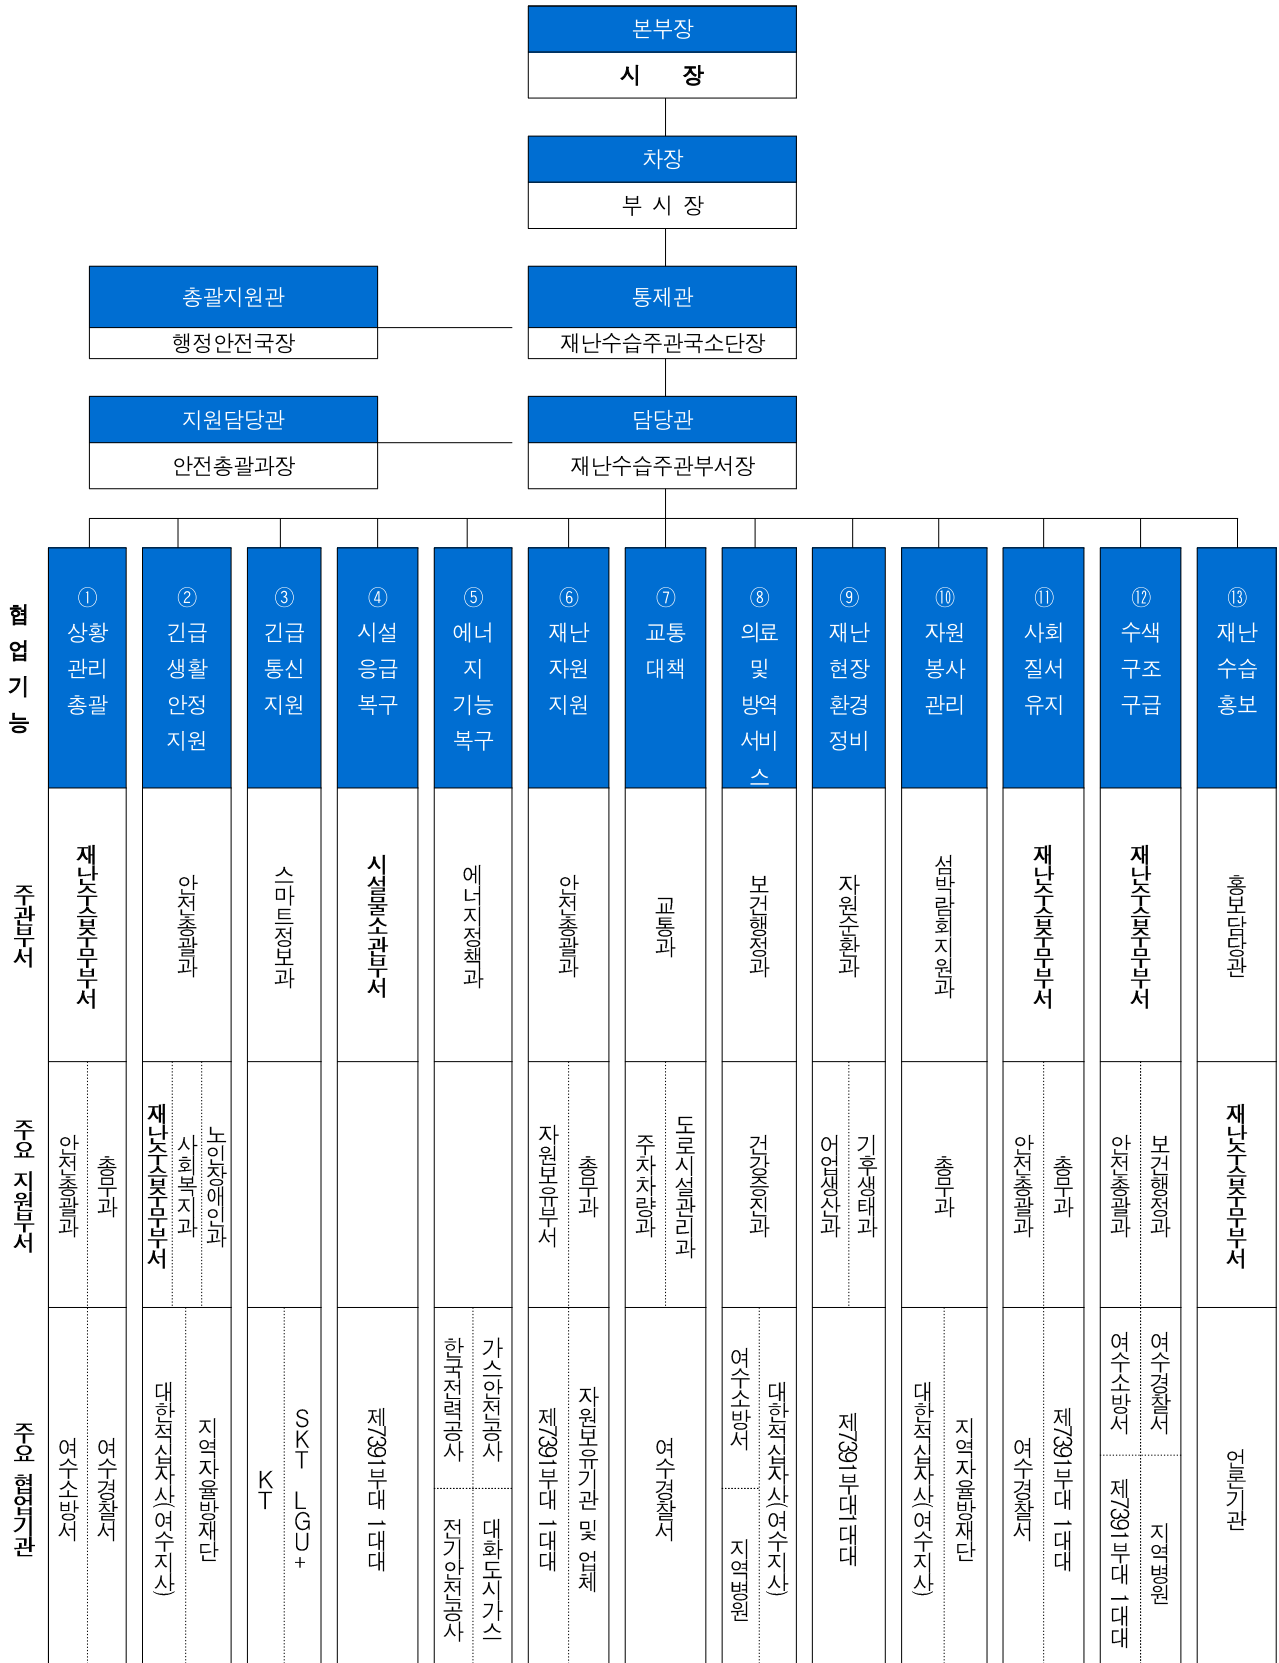 본부장
시 장
차장
부 시 장
총괄지원관
행정안전국장
통제관
재난수습주관국소단장
지원담당관
안전총괄과장
담당관
재난수습주관부서장
협업기능
①
상황
관리
총괄
②
긴급
생활
안정
지원
③
긴급
통신
지원
④
시설
응급
복구
⑤
에너
지
기능
복구
⑥
재난
자원
지원
⑦
교통
대책
⑧
의료
및
방역
서비
스
⑨
재난
현장
환경
정비
⑩
자원
봉사
관리
⑪
사회
질서
유지
⑫
수색
구조
구급
⑬
재난
수습
홍보
주관부서
재난수습주무부서
안전총괄과
스마트정보과
시설물소관부서
에너지정책과
안전총괄과
교통과
보건행정과
자원순환과
섬박람회지원과
재난수습주무부서
재난수습주무부서
홍보담당관
주요 지원부서
안전총괄과
총무과
재난수습주무부서
사회복지과
노인장애인과
자원보유부서
총무과
주차차량과
도로시설관리과
건강증진과
어업생산과
기후생태과
총무과
안전총괄과
총무과
안전총괄과
보건행정과
재난수습주무부서
주요 협업기관
여수소방서
여수경찰서
대한적십자사(여수지사)
지역자율방재단
KT
SKT LGU+
제7391부대 1대대
한국전력공사
가스안전공사
전기안전공사
대화도시가스
제7391부대 1대대
자원보유기관 및 업체
여수경찰서
여수소방서
지역병원
대한적십자사(여수지사)
제7391부대1대대
대한적십자사(여수지사)
지역자율방재단
여수경찰서
제7391부대 1대대
여수소방서
여수경찰서
제7391부대 1대대
지역병원
언론기관